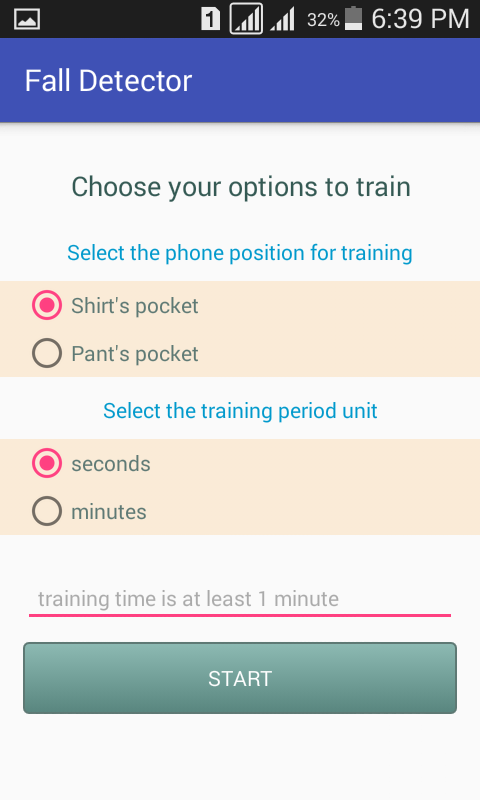 1 32% 6:39 PM
Fall Detector
Choose your options to train
Select the phone position for training
Shirt's pocket
Pant's pocket
Select the training period unit
seconds
minutes
training time is at least 1 minute
START